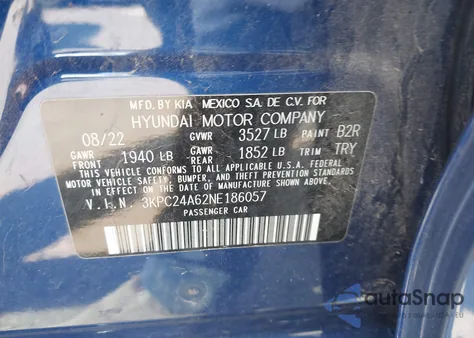 MFD.BY KIA MEXICO S.A. DE C.V. FOR
HYUNDAI MOTOR COMPANY
08/22 GVWR 3527 LB PAINT B2R
GAWR FRONT 1940 LB GAWR REAR 1852 LB TRIM TRY
THIS VEHICLE CONFORMS TO ALL APPLICABLE U.S.A. FEDERAL
MOTOR VEHICLE SAFETY, BUMPER, AND THEFT
PREVENTION STANDARDS IN EFFECT ON THE DATE OF
MANUFACTURE SHOWN ABOVE.
V.I.N. 3KPC24A62NE186057
PASSENGER CAR
autoSnap